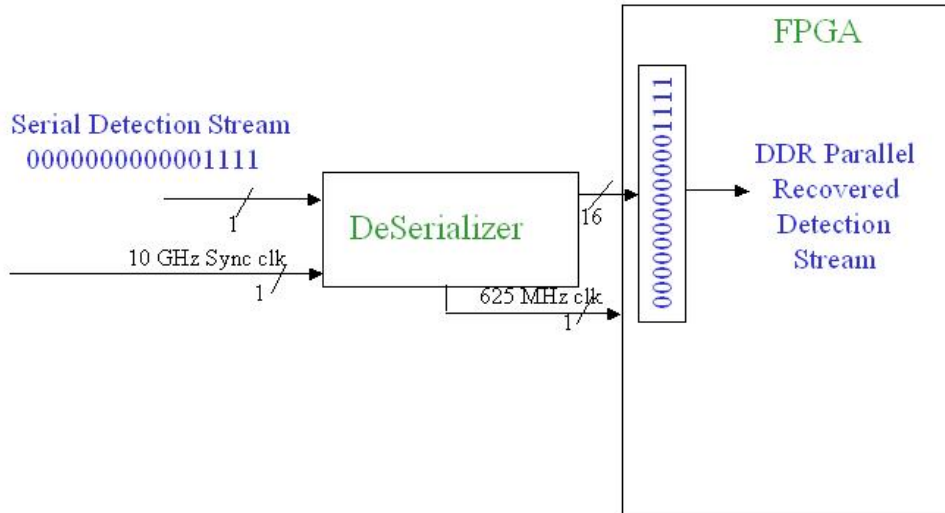 FPGA
Serial Detection Stream
0000000000001111
1
10 GHz Sync clk
1
DeSerializer
16
625 MHz clk
1
0000000000001111
DDR Parallel
Recovered
Detection
Stream